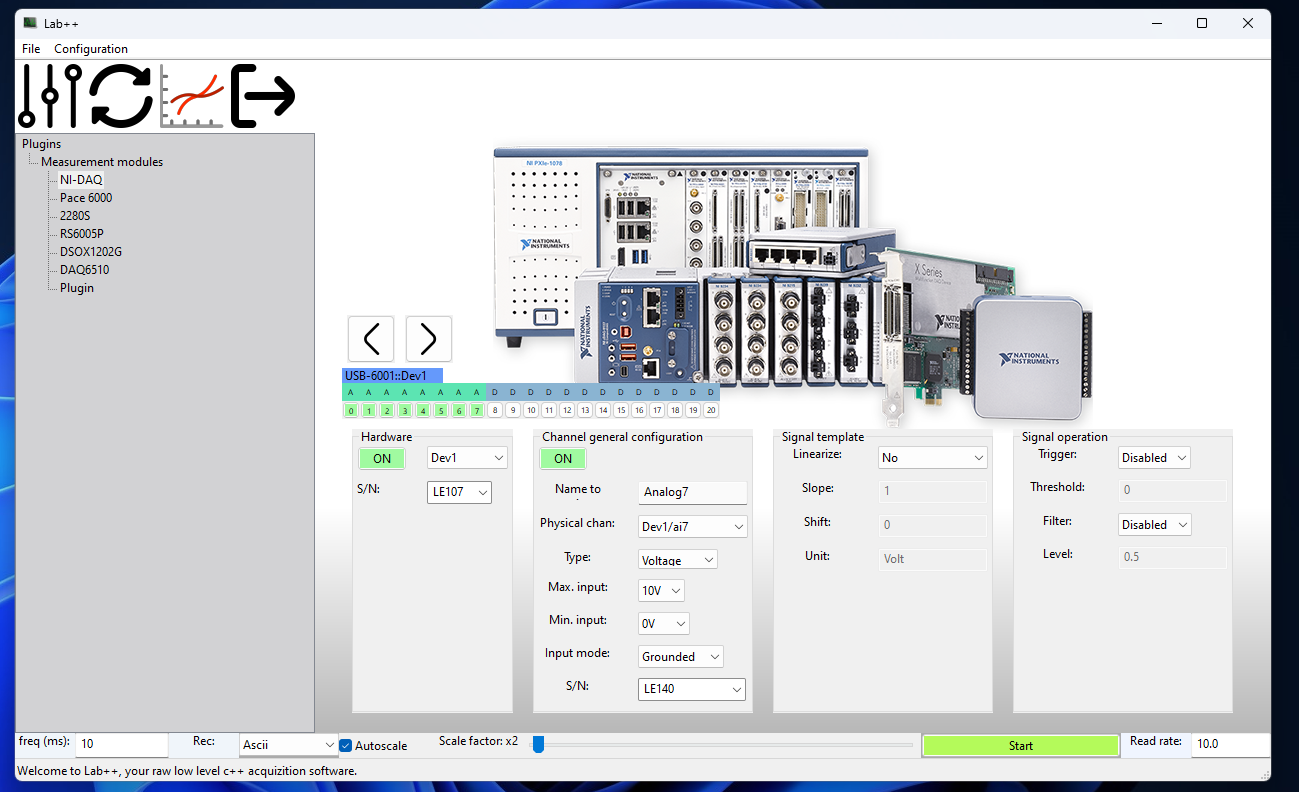 Lab++
File Configuration
Plugins
Measurement modules
NI-DAQ
Pace 6000
2280S
RS6005P
DSOX1202G
DAQ6510
Plugin
NI PXIe-1078
NATIONAL INSTRUMENTS
NATIONAL INSTRUMENTS
X Series
NATIONAL INSTRUMENTS
NATIONAL INSTRUMENTS
USB-6001::Dev1
A A A A A A A A D D D D D D D D D D D D D
0 1 2 3 4 5 6 7 8 9 10 11 12 13 14 15 16 17 18 19 20
Hardware
ON Dev1
S/N: LE107
Channel general configuration
ON
Name to Analog7
Physical chan: Dev1/ai7
Type: Voltage
Max. input: 10V
Min. input: 0V
Input mode: Grounded
S/N: LE140
Signal template
Linearize: No
Slope: 1
Shift: 0
Unit: Volt
Signal operation
Trigger: Disabled
Threshold: 0
Filter: Disabled
Level: 0.5
freq (ms): 10 Rec: Ascii Autoscale Scale factor: x2 Start Read rate: 10.0
Welcome to Lab++, your raw low level c++ acquizition software.